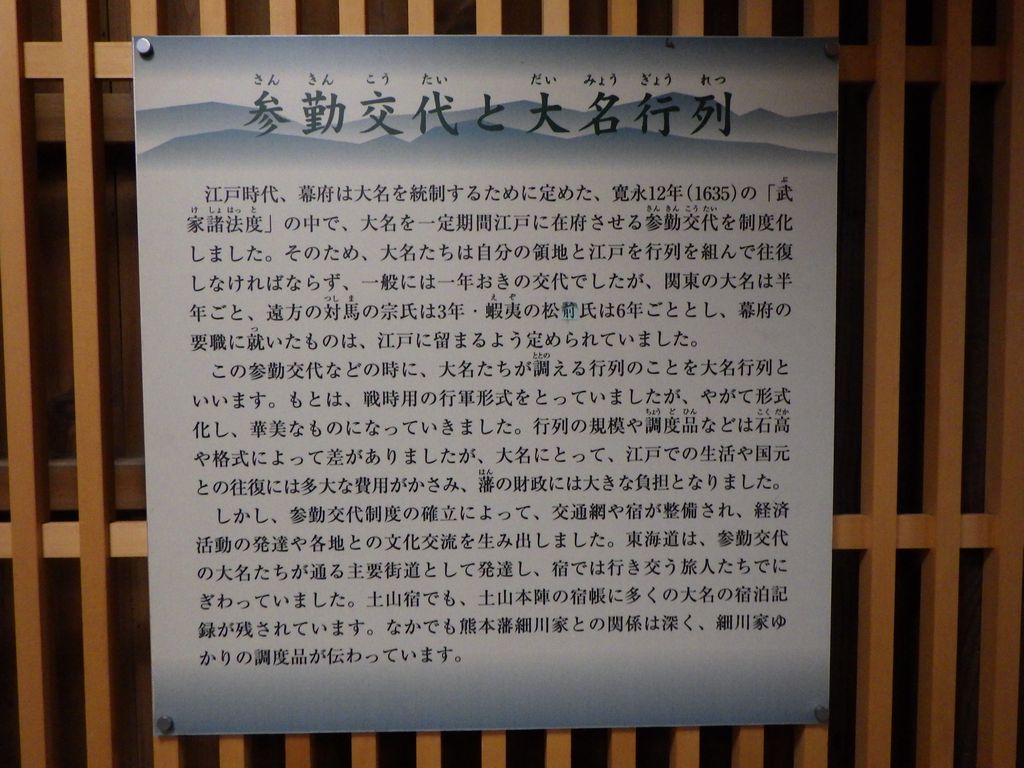 さん きん こう たい だい みょう ぎょう れつ
参勤交代と大名行列
江戸時代、幕府は大名を統制するために定めた、寛永12年(1635)の「武
家諸法度」の中で、大名を一定期間江戸に在府させる参勤交代を制度化
しました。そのため、大名たちは自分の領地と江戸を行列を組んで往復
しなければならず、一般には一年おきの交代でしたが、関東の大名は半
年ごと、遠方の対馬の宗氏は3年・蝦夷の松前氏は6年ごととし、幕府の
要職に就いたものは、江戸に留まるよう定められていました。
この参勤交代などの時に、大名たちが調える行列のことを大名行列と
いいます。もとは、戦時用の行軍形式をとっていましたが、やがて形式
化し、華美なものになっていきました。行列の規模や調度品などは石高
や格式によって差がありましたが、大名にとって、江戸での生活や国元
との往復には多大な費用がかさみ、藩の財政には大きな負担となりました。
しかし、参勤交代制度の確立によって、交通網や宿が整備され、経済
活動の発達や各地との文化交流を生み出しました。東海道は、参勤交代
の大名たちが通る主要街道として発達し、宿では行き交う旅人たちでに
ぎわっていました。土山宿でも、土山本陣の宿帳に多くの大名の宿泊記
録が残されています。なかでも熊本藩細川家との関係は深く、細川家ゆ
かりの調度品が伝わっています。